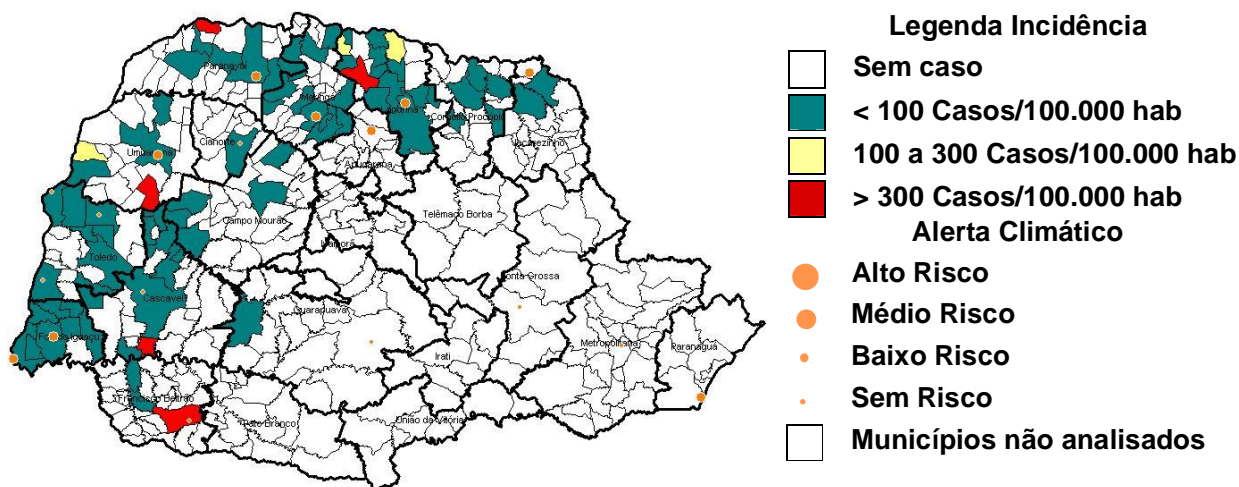 Legenda Incidência
Sem caso
< 100 Casos/100.000 hab
100 a 300 Casos/100.000 hab
> 300 Casos/100.000 hab
Alerta Climático
Alto Risco
Médio Risco
Baixo Risco
Sem Risco
Municípios não analisados
Paranavaí
Maringá
Londrina
Cornélio Procópio
Jacarezinho
Umuarama
Cianorte
Apucarana
Campo Mourão
Telêmaco Borba
Ivaiporã
Toledo
Ponta Grossa
Cascavel
Guarapuava
Foz do Iguaçu
Irati
Metropolitana
Paranaguá
Francisco Beltrão
Pato Branco
União da Vitória